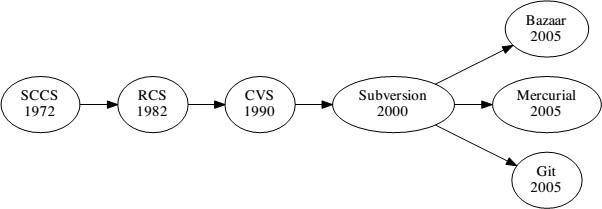 SCCS
1972
RCS
1982
CVS
1990
Subversion
2000
Bazaar
2005
Mercurial
2005
Git
2005